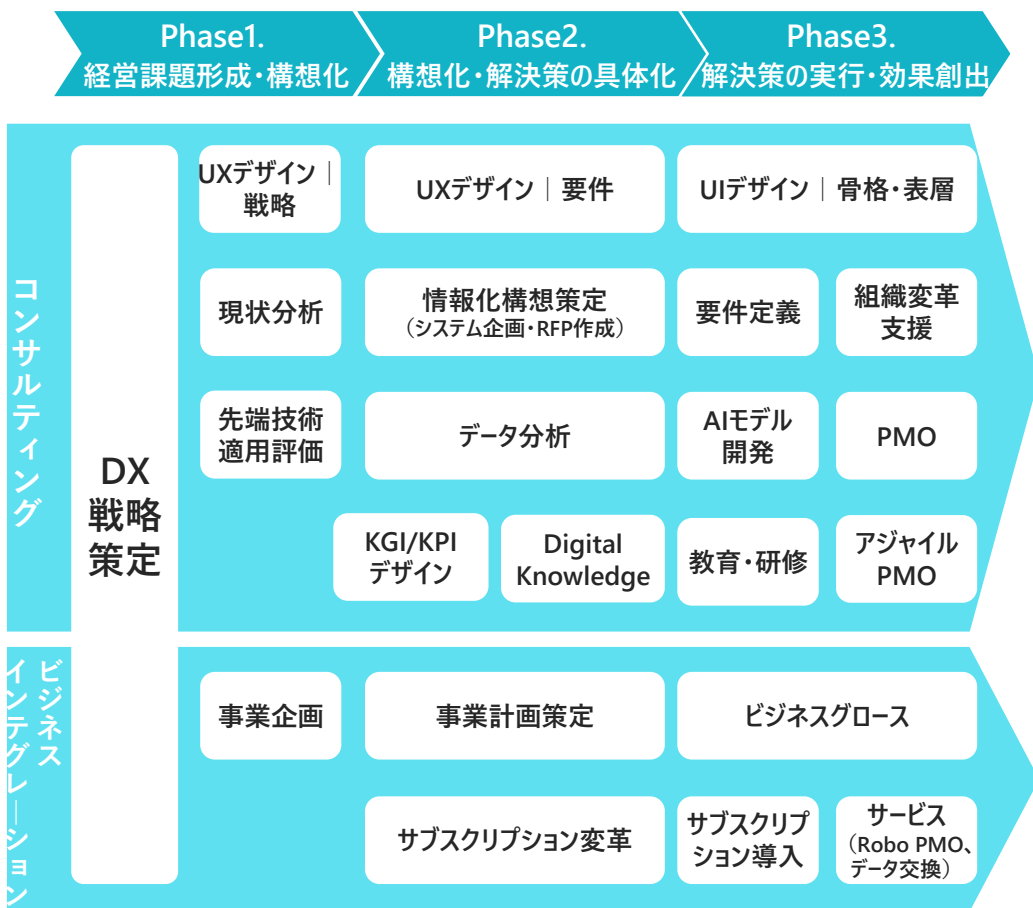 Phase1.
経営課題形成・構想化
Phase2.
構想化・解決策の具体化
Phase3.
解決策の実行・効果創出
コンサルティング
DX
戦略
策定
UXデザイン｜
戦略
UXデザイン｜要件
UIデザイン｜骨格・表層
現状分析
情報化構想策定
（システム企画・RFP作成）
要件定義
組織変革
支援
先端技術
適用評価
データ分析
AIモデル
開発
PMO
KGI/KPI
デザイン
Digital
Knowledge
教育・研修
アジャイル
PMO
ビジネス
インテグレーション
事業企画
事業計画策定
ビジネスグロース
サブスクリプション変革
サブスクリプ
ション導入
サービス
（Robo PMO、
データ交換）